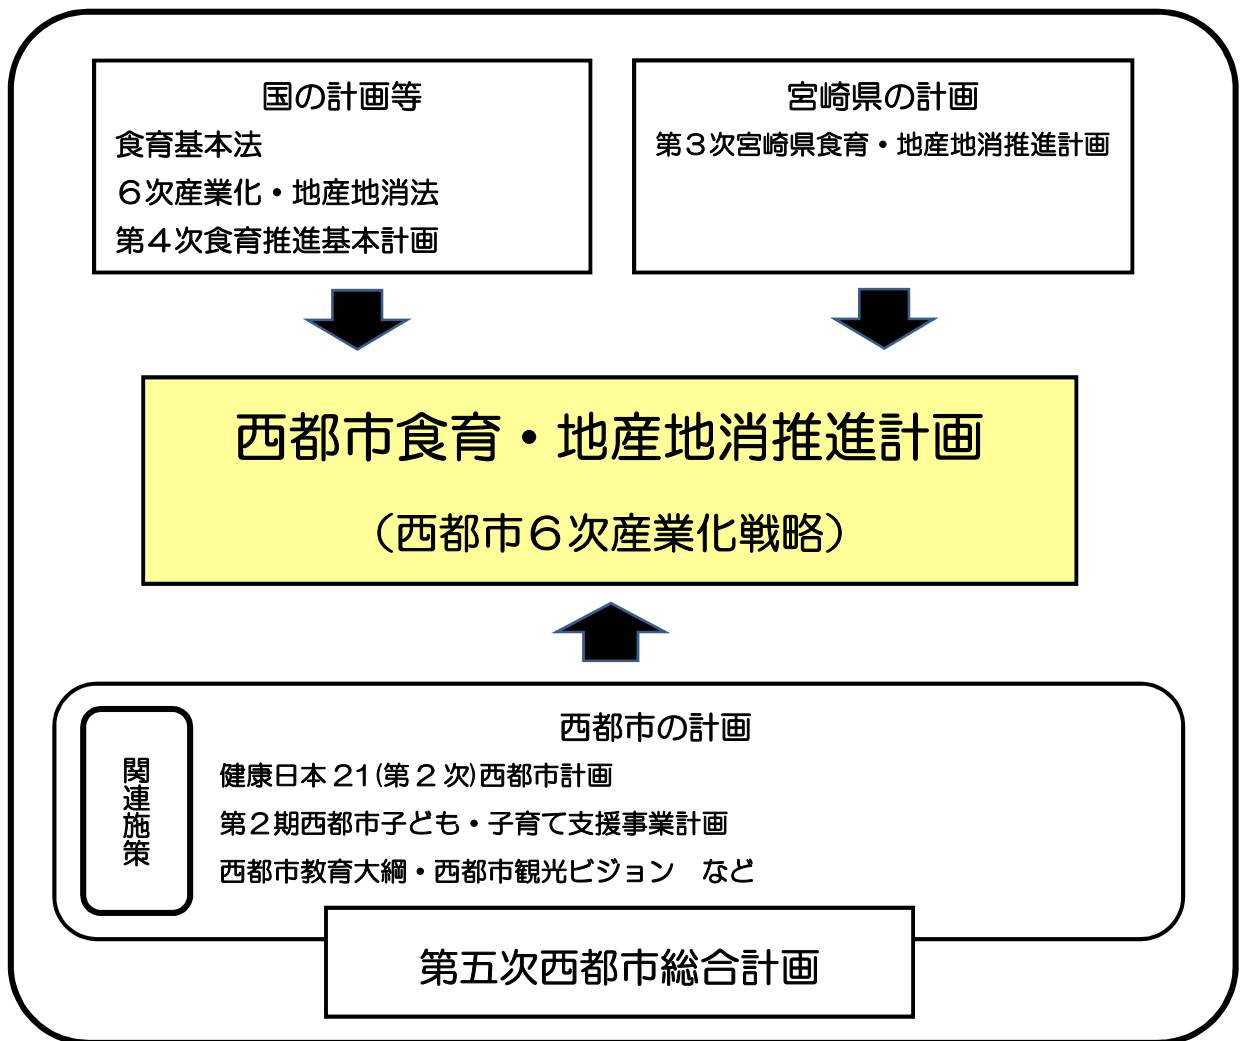 国の計画等
食育基本法
６次産業化・地産地消法
第４次食育推進基本計画
宮崎県の計画
第３次宮崎県食育・地産地消推進計画
西都市食育・地産地消推進計画
（西都市６次産業化戦略）
西都市の計画
関連施策
健康日本 21（第 2 次）西都市計画
第２期西都市子ども・子育て支援事業計画
西都市教育大綱・西都市観光ビジョン　など
第五次西都市総合計画